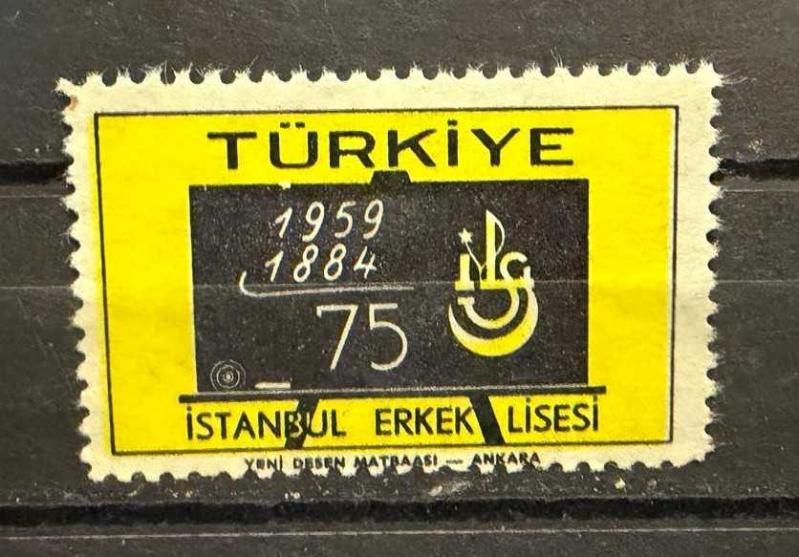 TÜRKİYE
1959
1884
75
İSTANBUL ERKEK LİSESİ
YENİ DESEN MATBAASI — ANKARA